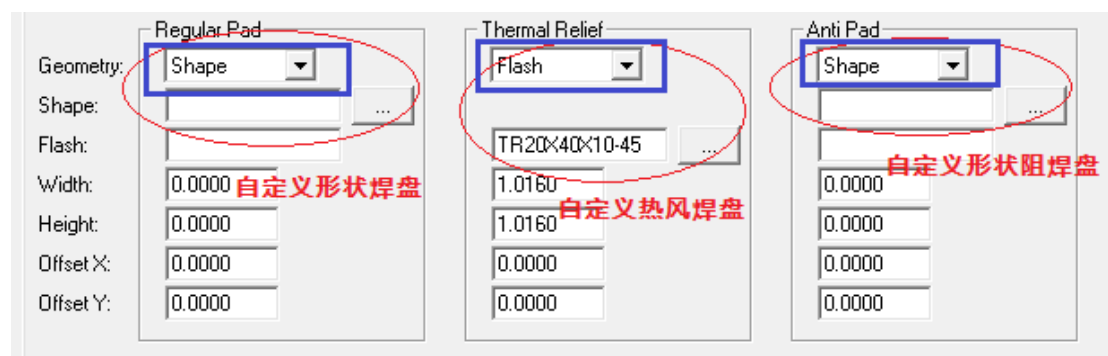 Regular Pad Thermal Relief Anti Pad
Geometry: Shape Flash Shape
Shape: ... ...
Flash: TR20X40X10-45 ...
自定义形状阻焊盘
Width: 0.0000 1.0160 0.0000
自定义形状焊盘
自定义热风焊盘
Height: 0.0000 1.0160 0.0000
Offset X: 0.0000 0.0000 0.0000
Offset Y: 0.0000 0.0000 0.0000